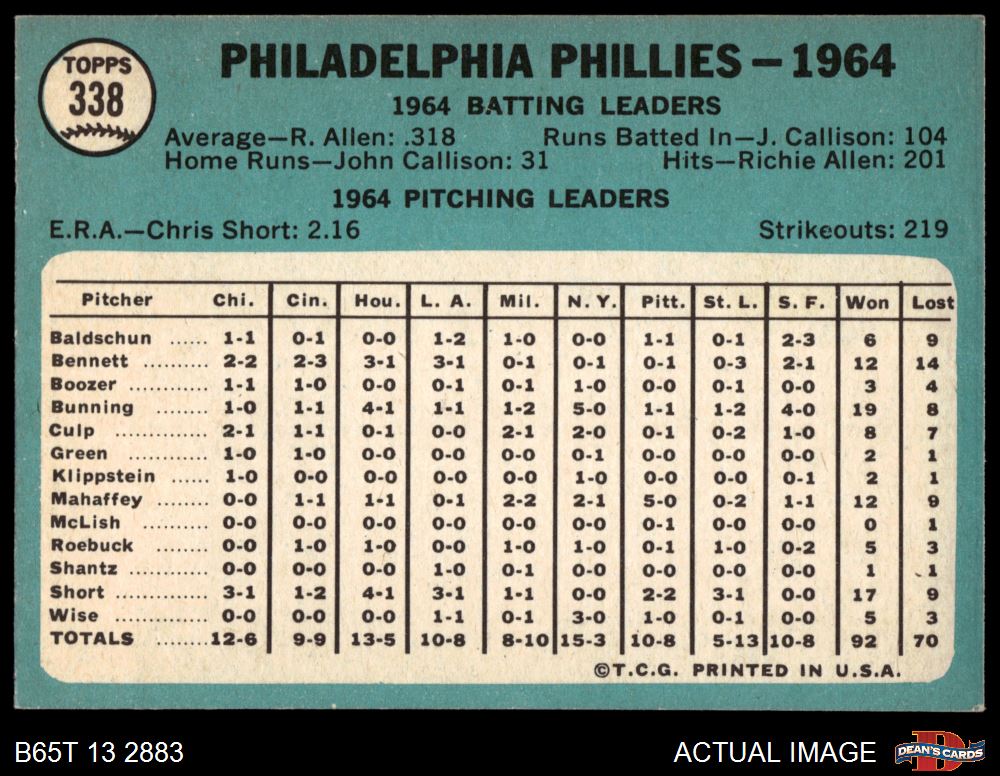 TOPPS
338
PHILADELPHIA PHILLIES—1964
1964 BATTING LEADERS
Average—R. Allen: .318 Runs Batted In—J. Callison: 104
Home Runs—John Callison: 31 Hits—Richie Allen: 201
1964 PITCHING LEADERS
E.R.A.—Chris Short: 2.16 Strikeouts: 219
Pitcher Chi. Cin. Hou. L. A. Mil. N. Y. Pitt. St. L. S. F. Won Lost
Baldschun ...... 1-1 0-1 0-0 1-2 1-0 0-0 1-1 0-1 2-3 6 9
Bennett .......... 2-2 2-3 3-1 3-1 0-1 0-1 0-1 0-3 2-1 12 14
Boozer ............ 1-1 1-0 0-0 0-1 0-1 1-0 0-0 0-1 0-0 3 4
Bunning .......... 1-0 1-1 4-1 1-1 1-2 5-0 1-1 1-2 4-0 19 8
Culp .............. 2-1 1-1 0-1 0-0 2-1 2-0 0-1 0-2 1-0 8 7
Green ............ 1-0 1-0 0-0 0-0 0-0 0-1 0-0 0-0 0-0 2 1
Klippstein ...... 1-0 0-0 0-0 0-0 0-0 1-0 0-0 0-0 0-1 2 1
Mahaffey ........ 0-0 1-1 1-1 0-1 2-2 2-1 5-0 0-2 1-1 12 9
McLish .......... 0-0 0-0 0-0 0-0 0-0 0-0 0-1 0-0 0-0 0 1
Roebuck ........ 0-0 1-0 1-0 0-0 1-0 1-0 0-1 1-0 0-2 5 3
Shantz ............ 0-0 0-0 0-0 1-0 0-1 0-0 0-0 0-0 0-0 1 1
Short .............. 3-1 1-2 4-1 3-1 1-1 0-0 2-2 3-1 0-0 17 9
Wise .............. 0-0 0-0 0-0 1-1 0-1 3-0 1-0 0-1 0-0 5 3
TOTALS ........ 12-6 9-9 13-5 10-8 8-10 15-3 10-8 5-13 10-8 92 70
©T.C.G. PRINTED IN U.S.A.
B65T 13 2883 ACTUAL IMAGE DEAN'S CARDS